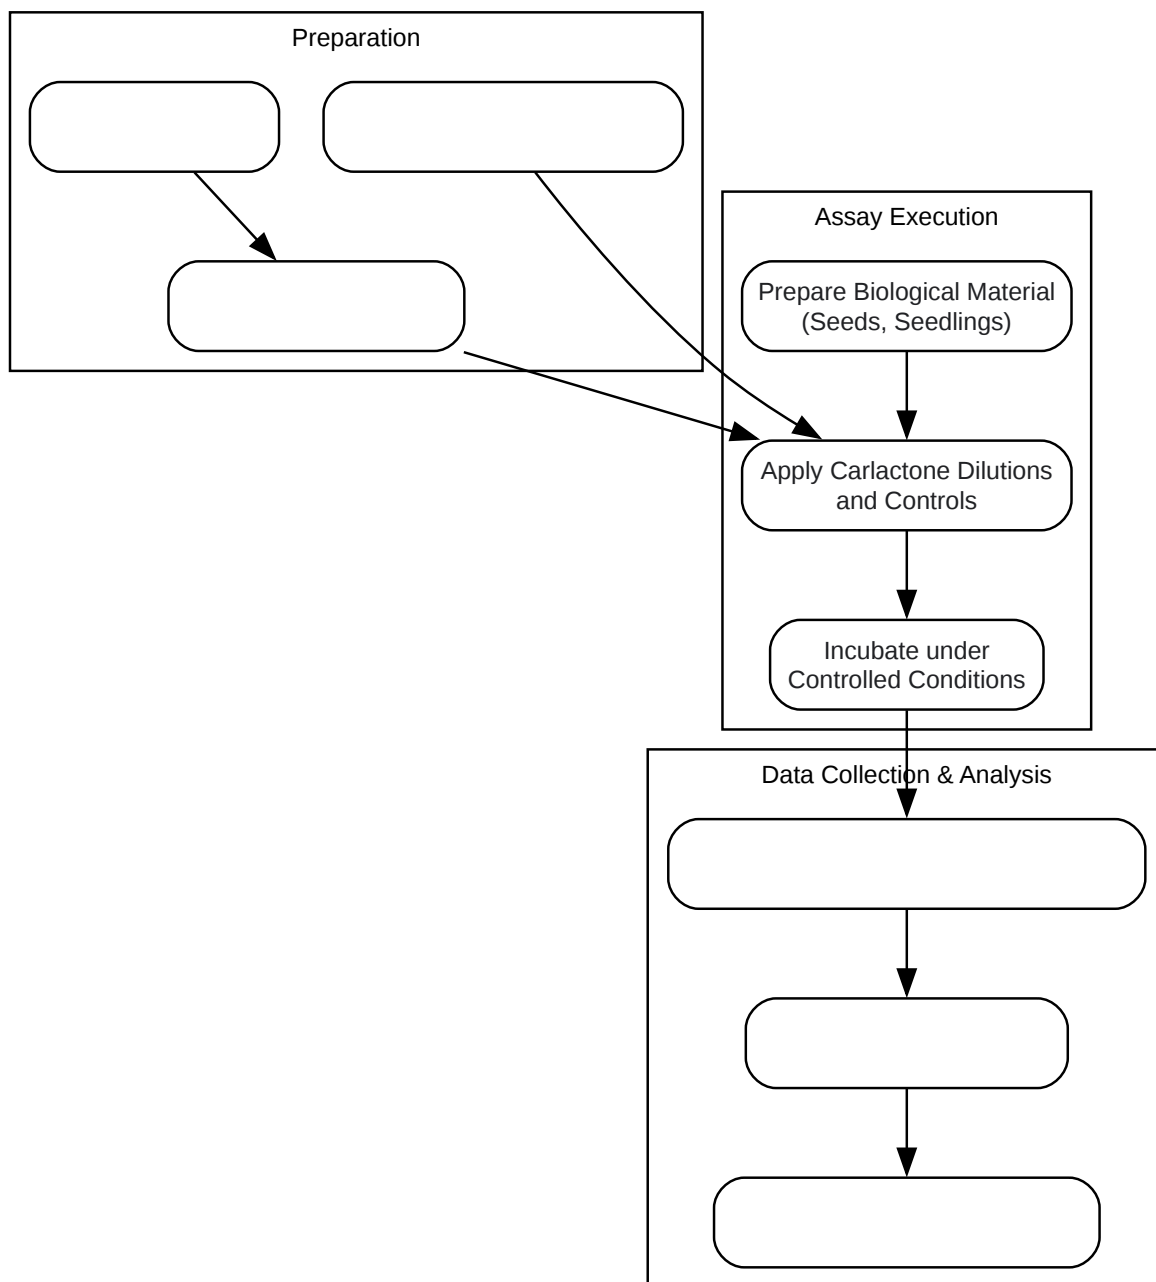 Preparation
Assay Execution
Prepare Biological Material
(Seeds, Seedlings)
Apply Carlactone Dilutions
and Controls
Incubate under
Controlled Conditions
Data Collection & Analysis